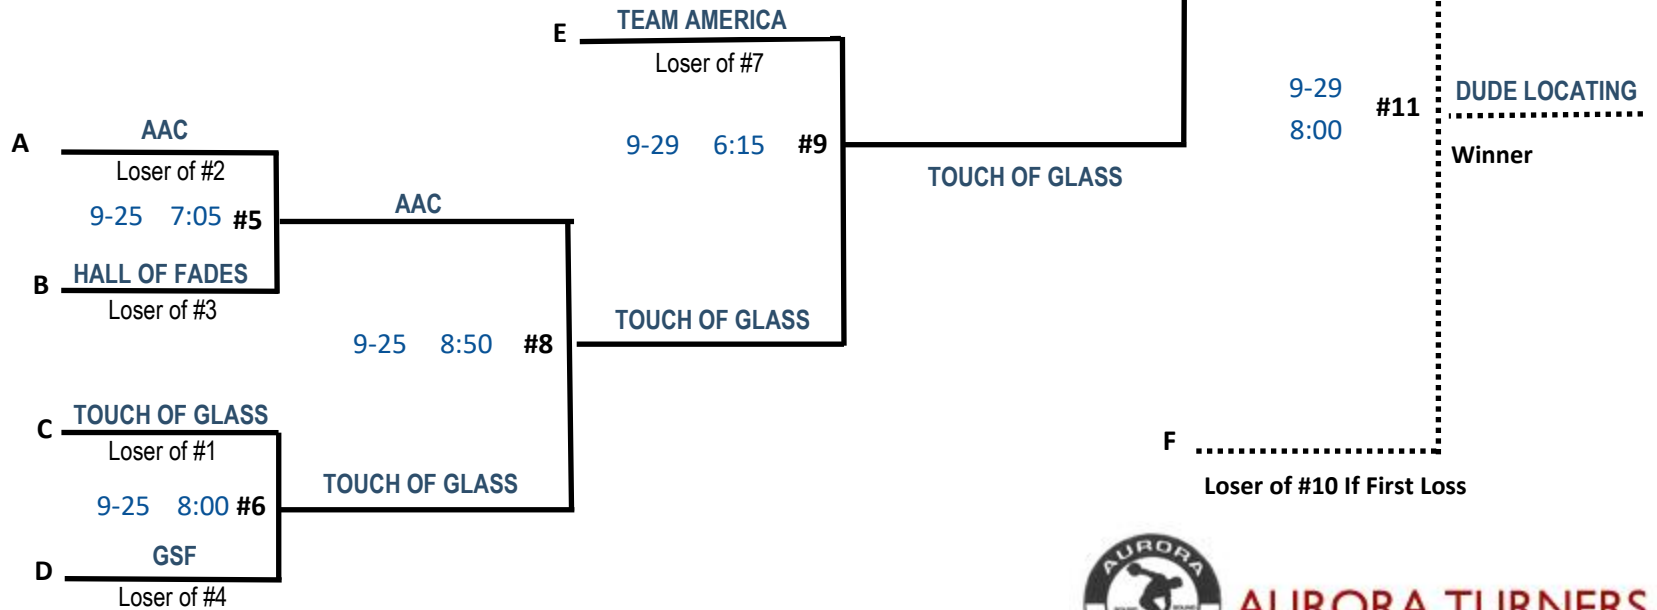 TEAM AMERICA
E
Loser of #7
9-29
8:00
#11
DUDE LOCATING
Winner
AAC
A
Loser of #2
9-25 7:05 #5
HALL OF FADES
B
Loser of #3
AAC
9-29 6:15 #9
TOUCH OF GLASS
TOUCH OF GLASS
9-25 8:50 #8
TOUCH OF GLASS
C
Loser of #1
9-25 8:00 #6
GSF
D
Loser of #4
TOUCH OF GLASS
F
Loser of #10 If First Loss
AURORA
AURORA TURNERS